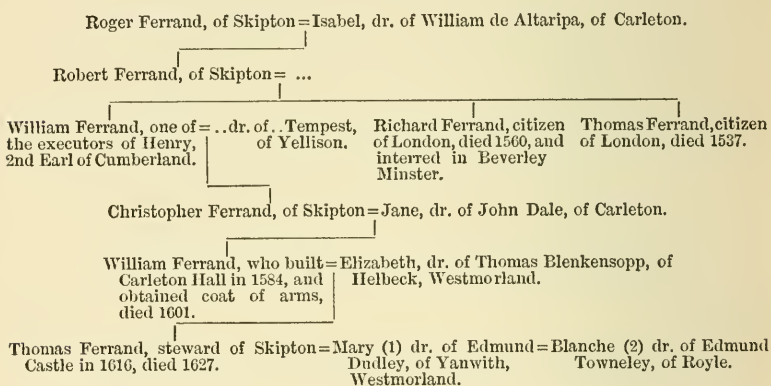 Roger Ferrand, of Skipton=Isabel, dr. of William de Altaripa, of Carleton.
Robert Ferrand, of Skipton= ...
William Ferrand, one of= ..dr. of..Tempest,
the executors of Henry, of Yellison.
2nd Earl of Cumberland.
Richard Ferrand, citizen
of London, died 1560, and
interred in Beverley
Minster.
Thomas Ferrand, citizen
of London, died 1537.
Christopher Ferrand, of Skipton=Jane, dr. of John Dale, of Carleton.
William Ferrand, who built=Elizabeth, dr. of Thomas Blenkensopp, of
Carleton Hall in 1584, and Helbeck, Westmorland.
obtained coat of arms,
died 1601.
Thomas Ferrand, steward of Skipton=Mary (1) dr. of Edmund=Blanche (2) dr. of Edmund
Castle in 1616, died 1627. Dudley, of Yanwith, Towneley, of Royle.
Westmorland.